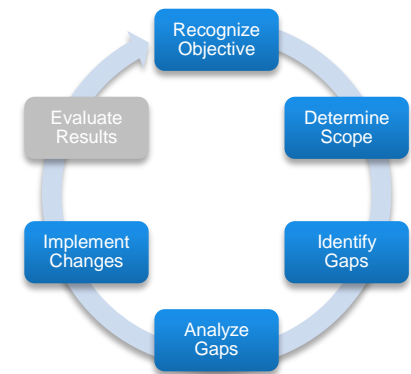 Recognize
Objective
Determine
Scope
Identify
Gaps
Analyze
Gaps
Implement
Changes
Evaluate
Results